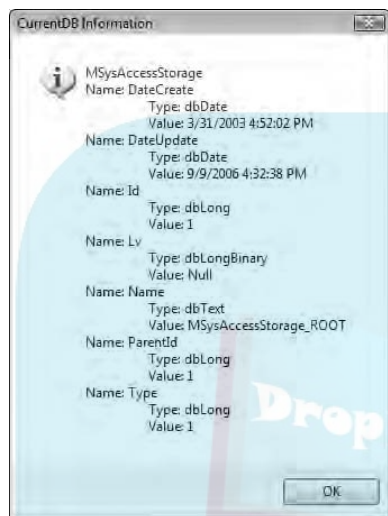 CurrentDB Information
MSysAccessStorage
Name: DateCreate
Type: dbDate
Value: 3/31/2003 4:52:02 PM
Name: DateUpdate
Type: dbDate
Value: 9/9/2006 4:32:38 PM
Name: Id
Type: dbLong
Value: 1
Name: Lv
Type: dbLongBinary
Value: Null
Name: Name
Type: dbText
Value: MSysAccessStorage_ROOT
Name: ParentId
Type: dbLong
Value: 1
Name: Type
Type: dbLong
Value: 1
Drop
OK